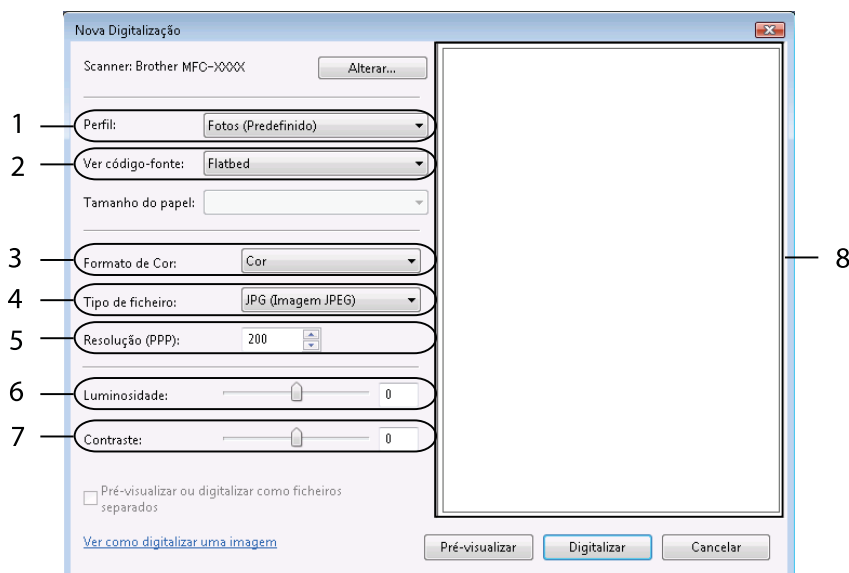 Nova Digitalização
Scanner: Brother MFC-XXXX
Alterar...
1
Perfil:
Fotos (Predefinido)
2
Ver código-fonte:
Flatbed
Tamanho do papel:
3
Formato de Cor:
Cor
8
4
Tipo de ficheiro:
JPG (Imagem JPEG)
5
Resolução (PPP):
200
6
Luminosidade:
0
7
Contraste:
0
Pré-visualizar ou digitalizar como ficheiros
separados
Ver como digitalizar uma imagem
Pré-visualizar
Digitalizar
Cancelar